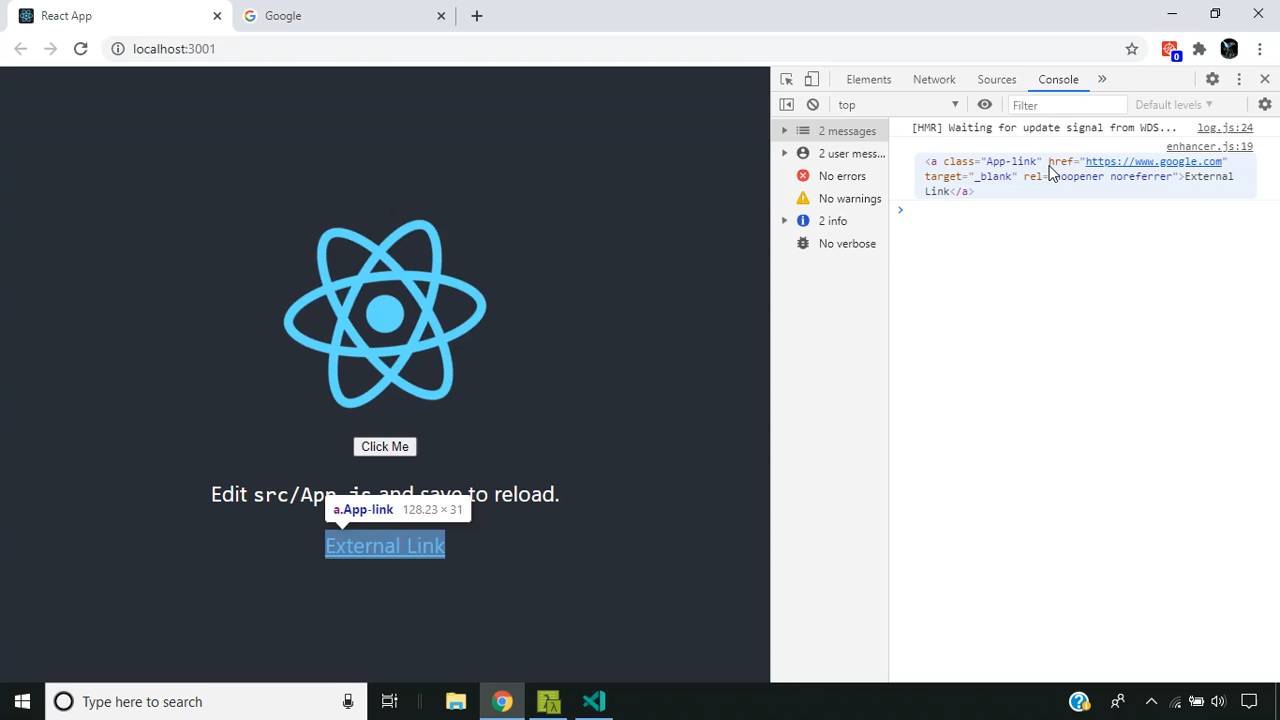 React App
Google
localhost:3001
0
Elements
Network
Sources
Console
top
Filter
Default levels
2 messages
2 user mess...
No errors
No warnings
2 info
No verbose
[HMR] Waiting for update signal from WDS... log.js:24
enhancer.js:19
<a class="App-link" href="https://www.google.com"
target="_blank" rel="noopener noreferrer">External
Link</a>
Click Me
Edit src/App.js and save to reload.
a.App-link 128.23 × 31
External Link
Type here to search